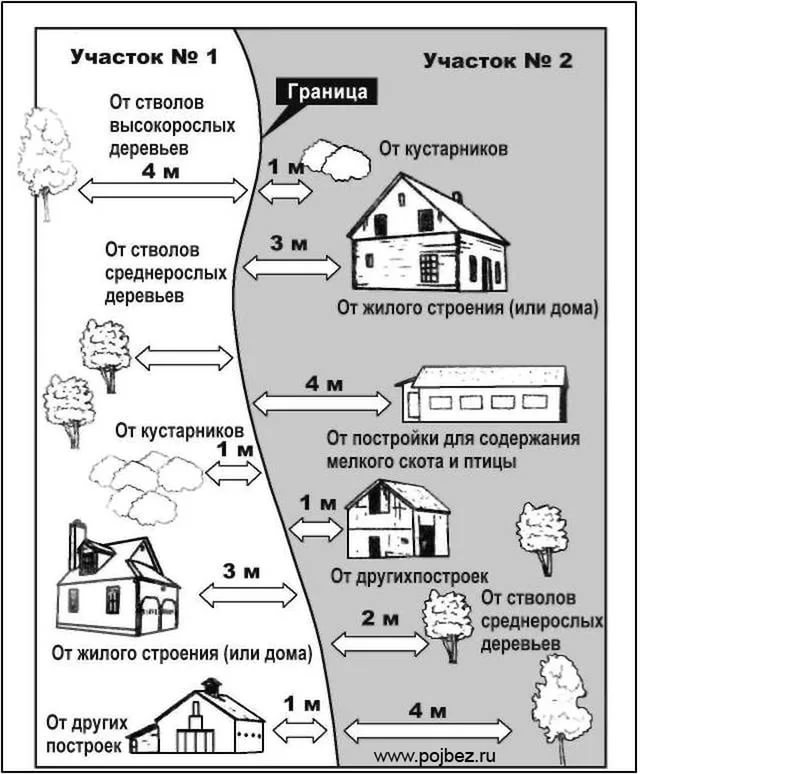 Участок № 1
Участок № 2
Граница
От стволов
высокорослых
деревьев
4 м
1 м
От кустарников
3 м
От стволов
среднерослых
деревьев
От жилого строения (или дома)
4 м
От постройки для содержания
мелкого скота и птицы
От кустарников
1 м
1 м
От другихпостроек
3 м
От жилого строения (или дома)
2 м
От стволов
среднерослых
деревьев
От других
построек
1 м
4 м
www.pojbez.ru